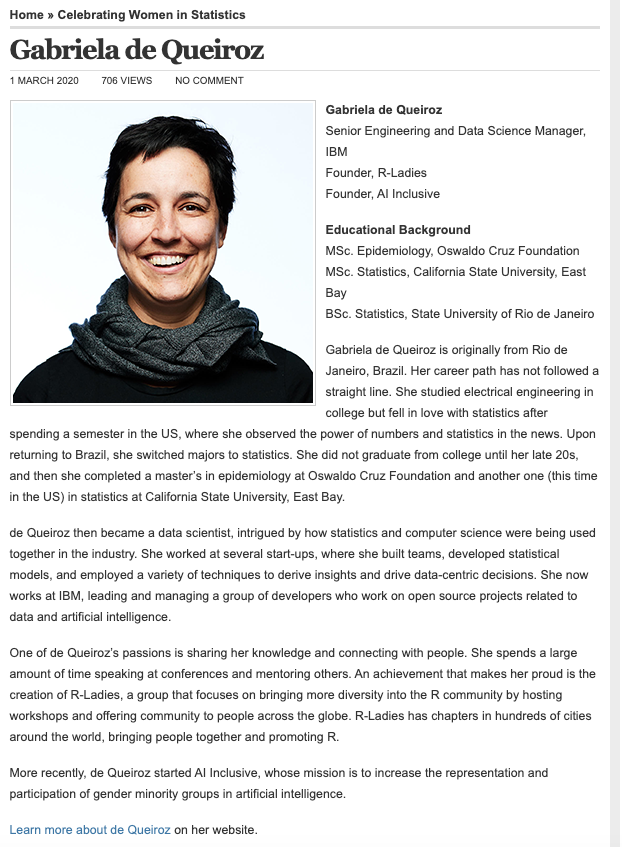 Home » Celebrating Women in Statistics
Gabriela de Queiroz
1 MARCH 2020 706 VIEWS NO COMMENT
Gabriela de Queiroz
Senior Engineering and Data Science Manager,
IBM
Founder, R-Ladies
Founder, AI Inclusive
Educational Background
MSc. Epidemiology, Oswaldo Cruz Foundation
MSc. Statistics, California State University, East
Bay
BSc. Statistics, State University of Rio de Janeiro
Gabriela de Queiroz is originally from Rio de
Janeiro, Brazil. Her career path has not followed a
straight line. She studied electrical engineering in
college but fell in love with statistics after
spending a semester in the US, where she observed the power of numbers and statistics in the news. Upon
returning to Brazil, she switched majors to statistics. She did not graduate from college until her late 20s,
and then she completed a master's in epidemiology at Oswaldo Cruz Foundation and another one (this time
in the US) in statistics at California State University, East Bay.
de Queiroz then became a data scientist, intrigued by how statistics and computer science were being used
together in the industry. She worked at several start-ups, where she built teams, developed statistical
models, and employed a variety of techniques to derive insights and drive data-centric decisions. She now
works at IBM, leading and managing a group of developers who work on open source projects related to
data and artificial intelligence.
One of de Queiroz's passions is sharing her knowledge and connecting with people. She spends a large
amount of time speaking at conferences and mentoring others. An achievement that makes her proud is the
creation of R-Ladies, a group that focuses on bringing more diversity into the R community by hosting
workshops and offering community to people across the globe. R-Ladies has chapters in hundreds of cities
around the world, bringing people together and promoting R.
More recently, de Queiroz started AI Inclusive, whose mission is to increase the representation and
participation of gender minority groups in artificial intelligence.
Learn more about de Queiroz on her website.